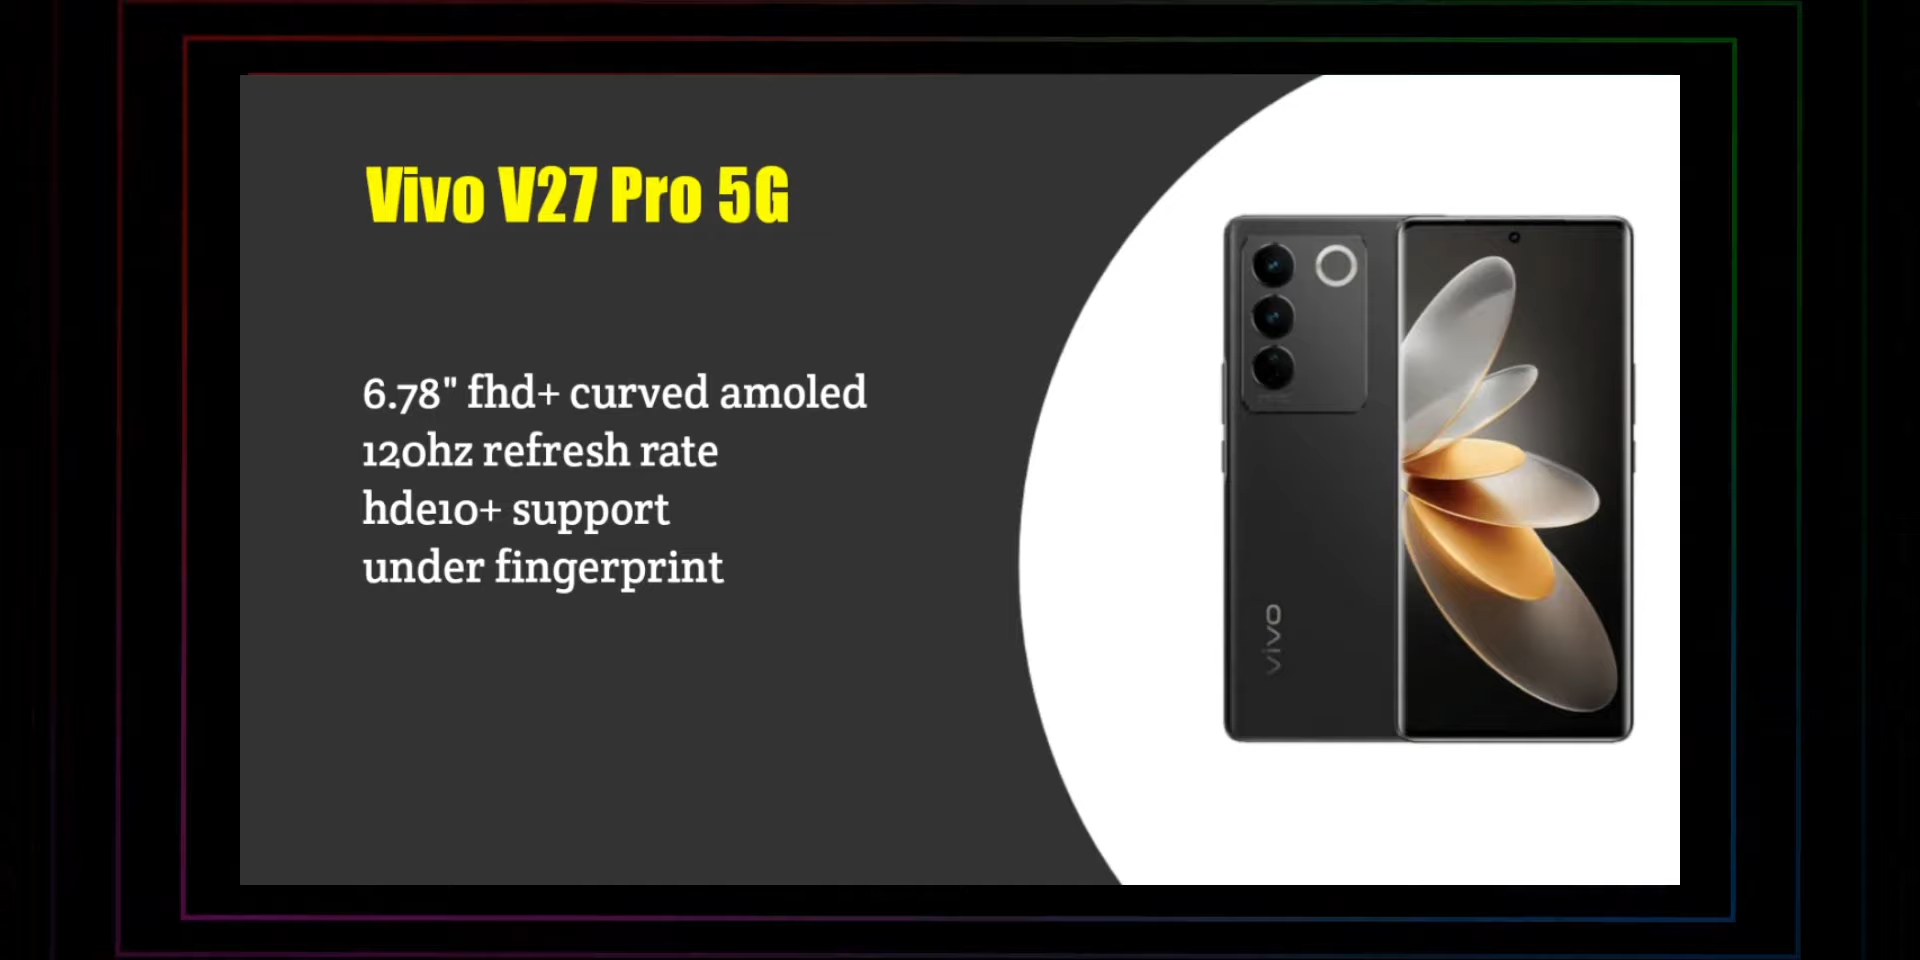 Vivo V27 Pro 5G
6.78" fhd+ curved amoled
120hz refresh rate
hde10+ support
under fingerprint
vivo